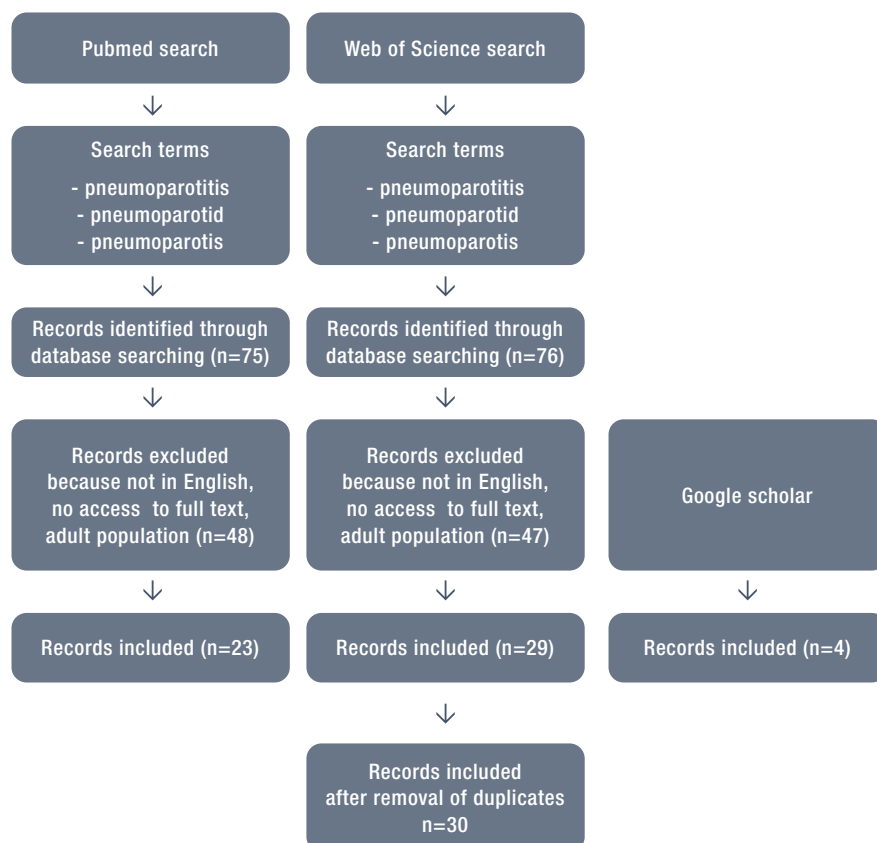 Pubmed search
Web of Science search
Search terms
- pneumoparotitis
- pneumoparotid
- pneumoparotis
Search terms
- pneumoparotitis
- pneumoparotid
- pneumoparotis
Records identified through
database searching (n=75)
Records identified through
database searching (n=76)
Records excluded
because not in English,
no access to full text,
adult population (n=48)
Records excluded
because not in English,
no access to full text,
adult population (n=47)
Google scholar
Records included (n=23)
Records included (n=29)
Records included (n=4)
Records included
after removal of duplicates
n=30